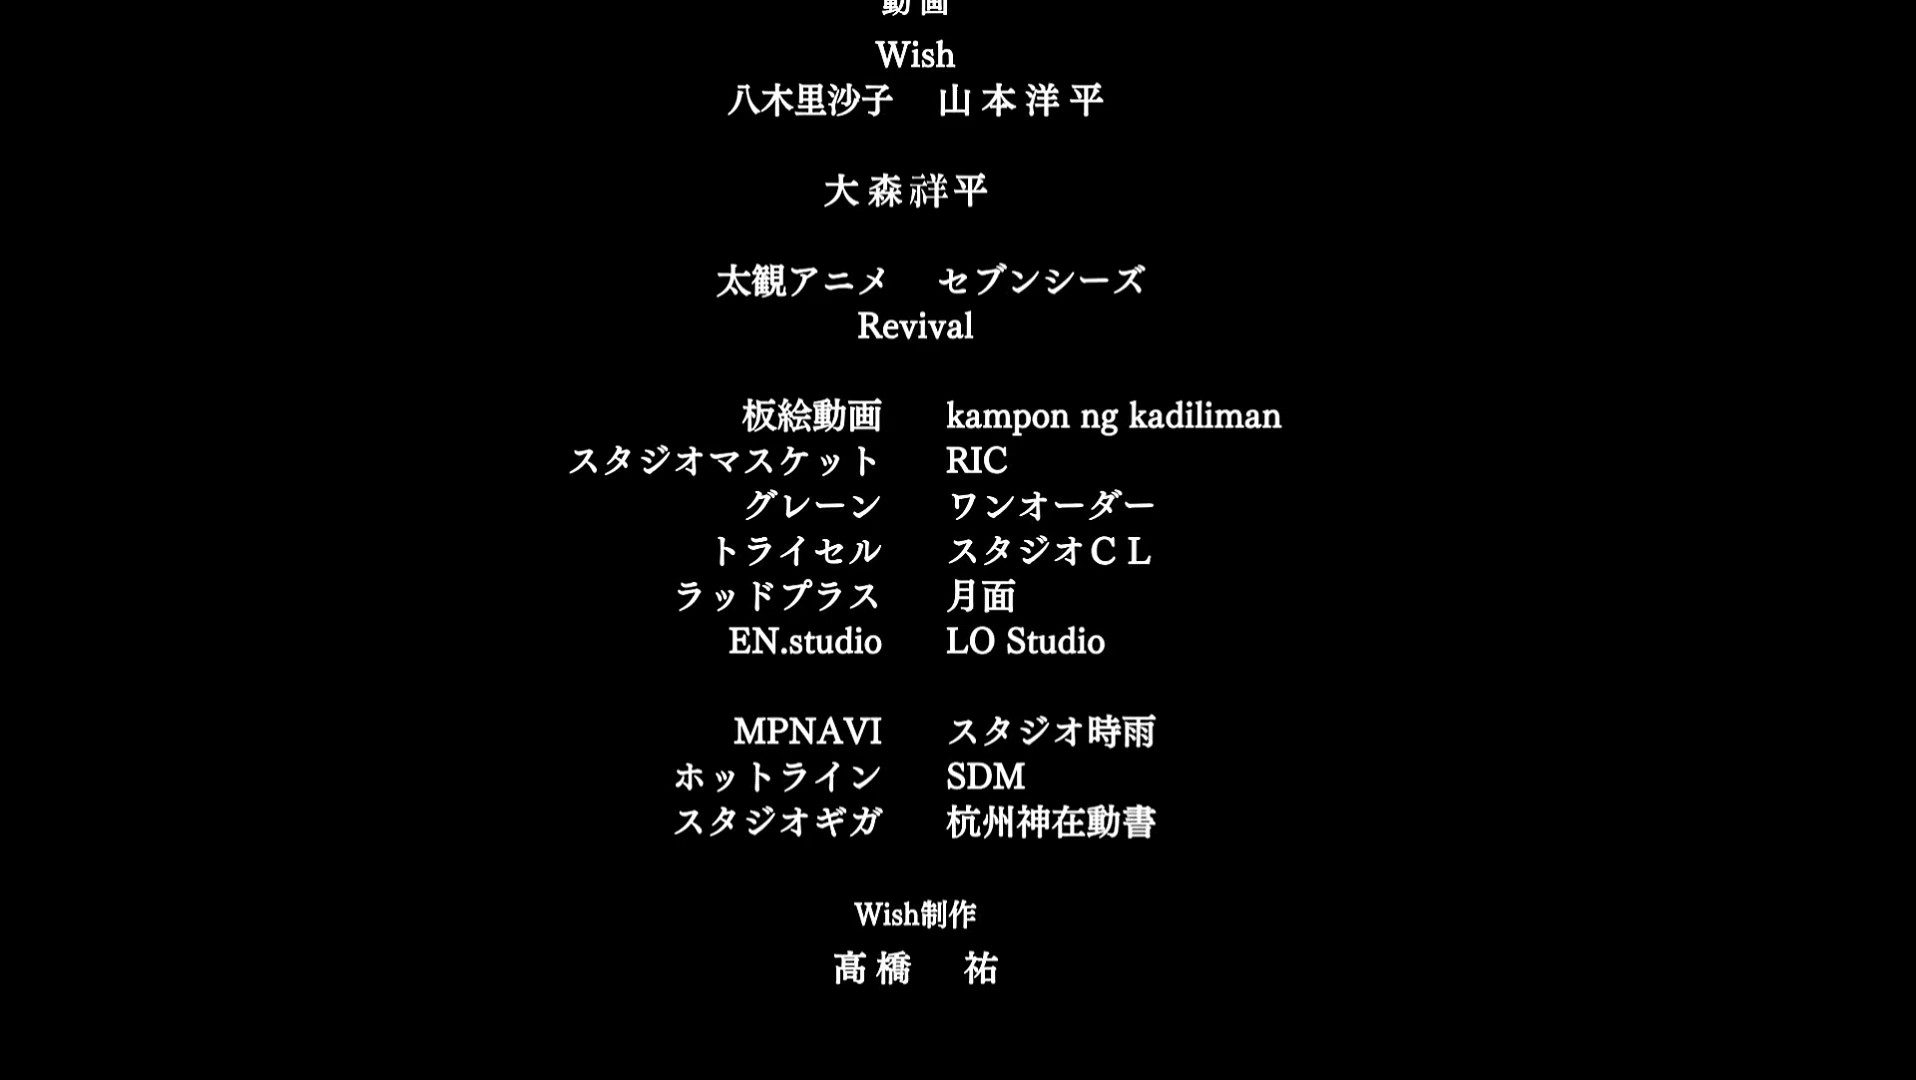 動画
Wish
八木里沙子 山本洋平
大森祥平
太観アニメ セブンシーズ
Revival
板絵動画 kampon ng kadiliman
スタジオマスケット RIC
グレーン ワンオーダー
トライセル スタジオＣＬ
ラッドプラス 月面
EN.studio LO Studio
MPNAVI スタジオ時雨
ホットライン SDM
スタジオギガ 杭州神在動書
Wish制作
髙橋 祐